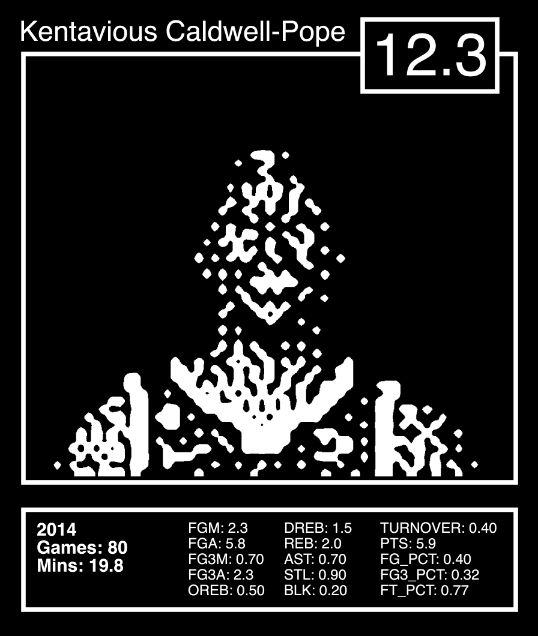 Kentavious Caldwell-Pope
12.3
2014
Games: 80
Mins: 19.8
FGM: 2.3
FGA: 5.8
FG3M: 0.70
FG3A: 2.3
OREB: 0.50
DREB: 1.5
REB: 2.0
AST: 0.70
STL: 0.90
BLK: 0.20
TURNOVER: 0.40
PTS: 5.9
FG_PCT: 0.40
FG3_PCT: 0.32
FT_PCT: 0.77